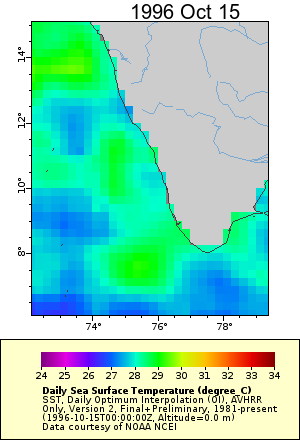 1996 Oct 15
14°
12°
10°
8°
74° 76° 78°
24 25 26 27 28 29 30 31 32 33 34
Daily Sea Surface Temperature (degree_C)
SST, Daily Optimum Interpolation (OI), AVHRR
Only, Version 2, Final+Preliminary, 1981-present
(1996-10-15T00:00:00Z, Altitude=0.0 m)
Data courtesy of NOAA NCEI